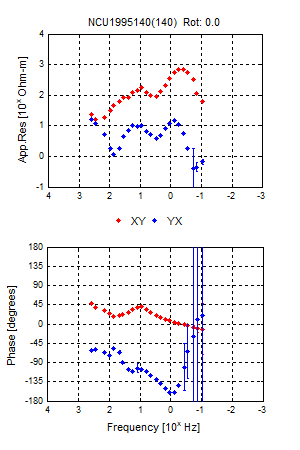 NCU1995140(140) Rot: 0.0
App.Res [10^x Ohm-m]
4
3
2
1
0
-1
4 3 2 1 0 -1 -2 -3
XY YX
Phase [degrees]
180
135
90
45
0
-45
-90
-135
-180
4 3 2 1 0 -1 -2 -3
Frequency [10^x Hz]